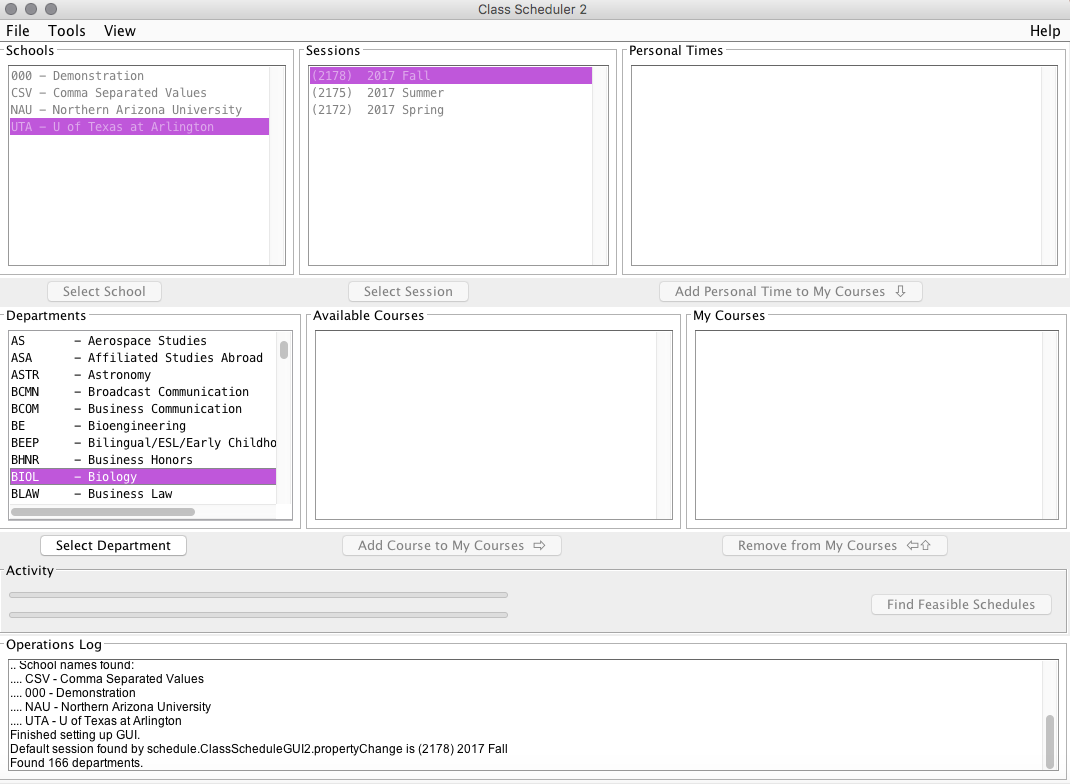 Class Scheduler 2
File Tools View Help
Schools
000 – Demonstration
CSV – Comma Separated Values
NAU – Northern Arizona University
UTA – U of Texas at Arlington
Select School
Sessions
(2178) 2017 Fall
(2175) 2017 Summer
(2172) 2017 Spring
Select Session
Personal Times
Add Personal Time to My Courses ⇩
Departments
AS – Aerospace Studies
ASA – Affiliated Studies Abroad
ASTR – Astronomy
BCMN – Broadcast Communication
BCOM – Business Communication
BE – Bioengineering
BEEP – Bilingual/ESL/Early Childho
BHNR – Business Honors
BIOL – Biology
BLAW – Business Law
Select Department
Available Courses
Add Course to My Courses ⇨
My Courses
Remove from My Courses ⇦⇧
Activity
Find Feasible Schedules
Operations Log
.. School names found:
.... CSV - Comma Separated Values
.... 000 - Demonstration
.... NAU - Northern Arizona University
.... UTA - U of Texas at Arlington
Finished setting up GUI.
Default session found by schedule.ClassScheduleGUI2.propertyChange is (2178) 2017 Fall
Found 166 departments.